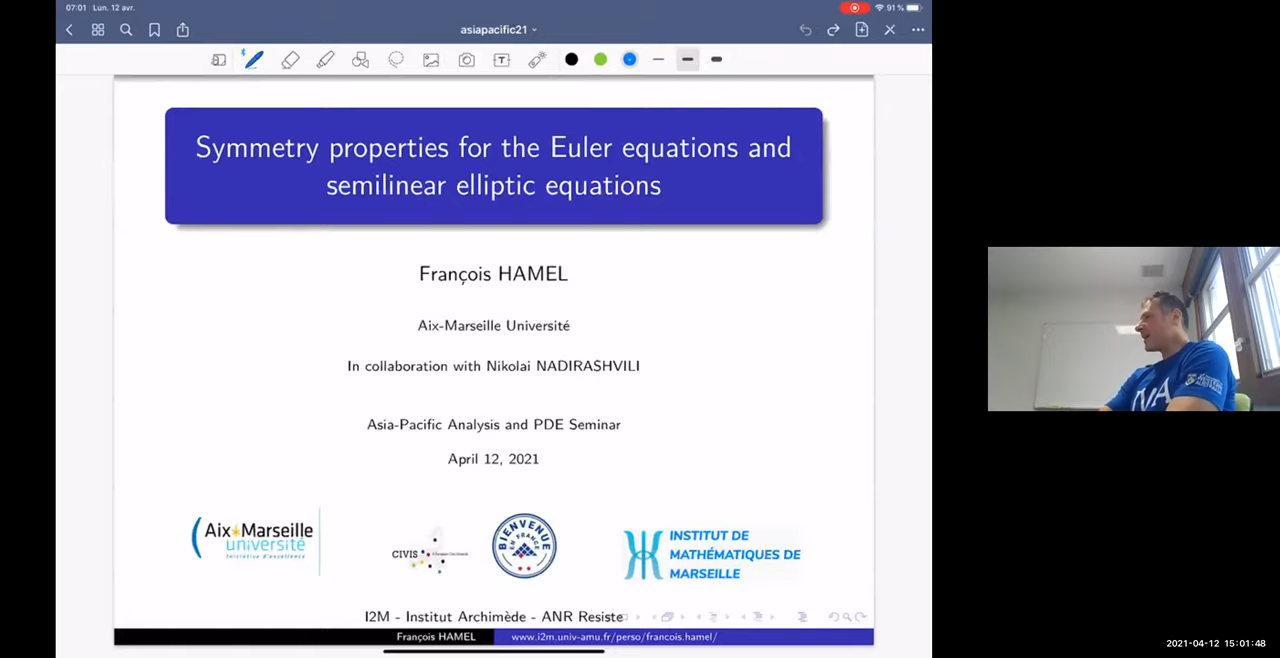 07:01 Lun. 12 avr.
91 %
asiapacific21
T
Symmetry properties for the Euler equations and
semilinear elliptic equations
François HAMEL
Aix-Marseille Université
In collaboration with Nikolai NADIRASHVILI
Asia-Pacific Analysis and PDE Seminar
April 12, 2021
Aix Marseille
université
Initiative d'excellence
CIVIS
BIENVENUE
EN FRANCE
INSTITUT DE
MATHÉMATIQUES DE
MARSEILLE
I2M - Institut Archimède - ANR Resiste
François HAMEL
www.i2m.univ-amu.fr/perso/francois.hamel/
2021-04-12 15:01:48